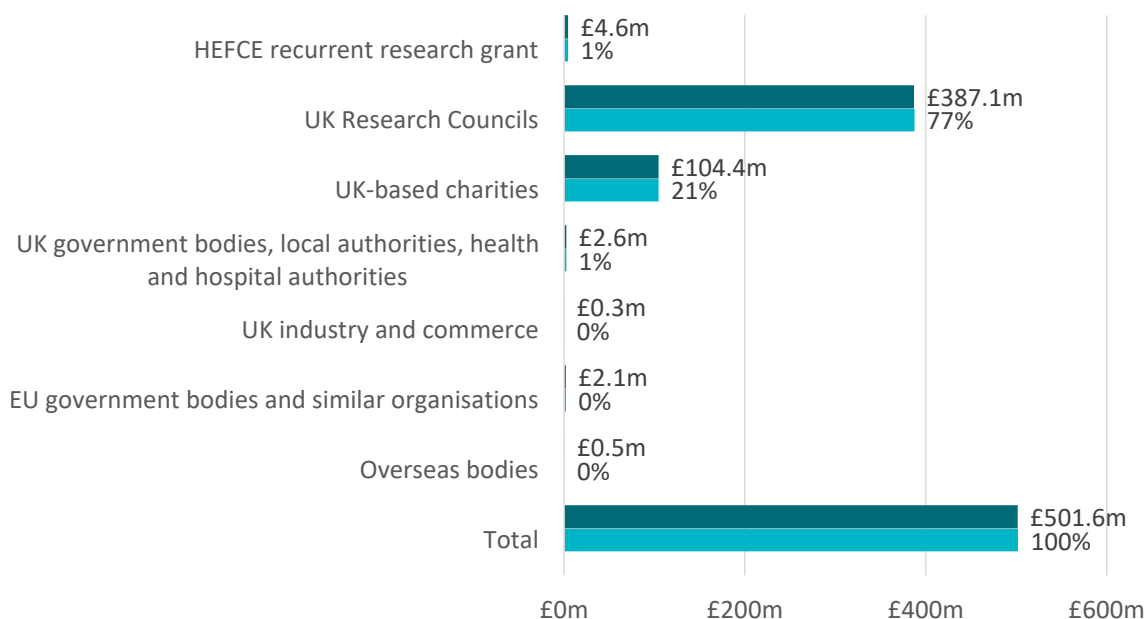 £4.6m
HEFCE recurrent research grant
1%
£387.1m
UK Research Councils
77%
£104.4m
UK-based charities
21%
£2.6m
UK government bodies, local authorities, health
and hospital authorities
1%
£0.3m
UK industry and commerce
0%
£2.1m
EU government bodies and similar organisations
0%
£0.5m
Overseas bodies
0%
£501.6m
Total
100%
£0m £200m £400m £600m